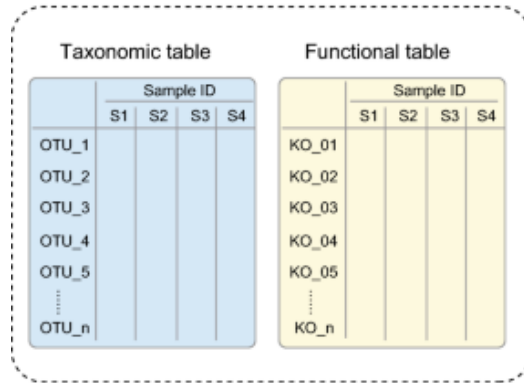 Taxonomic table
Sample ID
S1 S2 S3 S4
OTU_1
OTU_2
OTU_3
OTU_4
OTU_5
OTU_n
Functional table
Sample ID
S1 S2 S3 S4
KO_01
KO_02
KO_03
KO_04
KO_05
KO_n